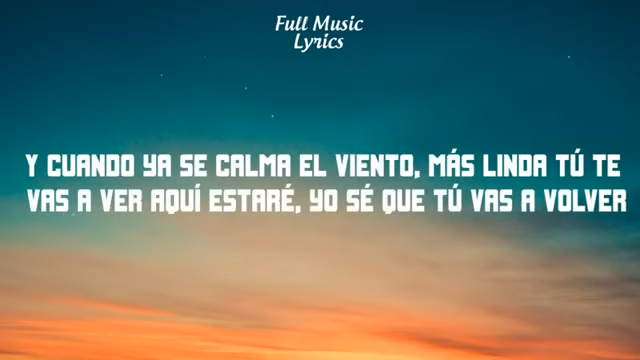 Full Music
Lyrics
Y CUANDO YA SE CALMA EL VIENTO, MÁS LINDA TÚ TE
VAS A VER AQUÍ ESTARÉ, YO SÉ QUE TÚ VAS A VOLVER